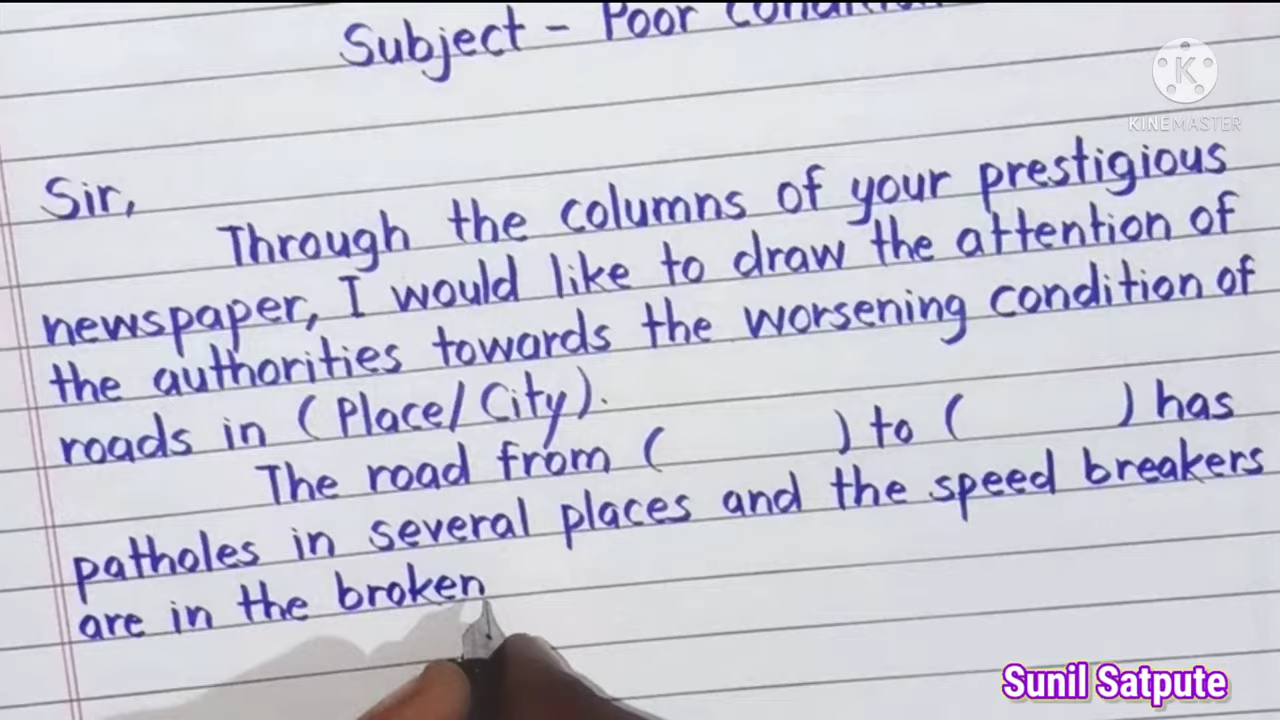 Subject - Poor Condition
KINEMASTER
Sir,
Through the columns of your prestigious
newspaper, I would like to draw the attention of
the authorities towards the worsening condition of
roads in (Place/City).
The road from ( ) to ( ) has
patholes in several places and the speed breakers
are in the broken
Sunil Satpute